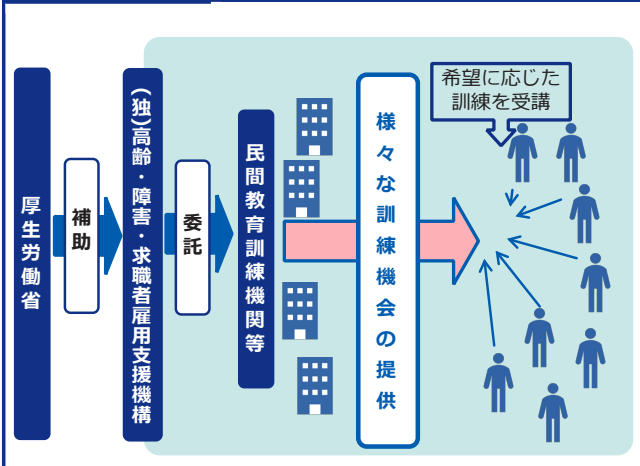 厚生労働省
補助
(独)高齢・障害・求職者雇用支援機構
委託
民間教育訓練機関等
様々な訓練機会の提供
希望に応じた
訓練を受講